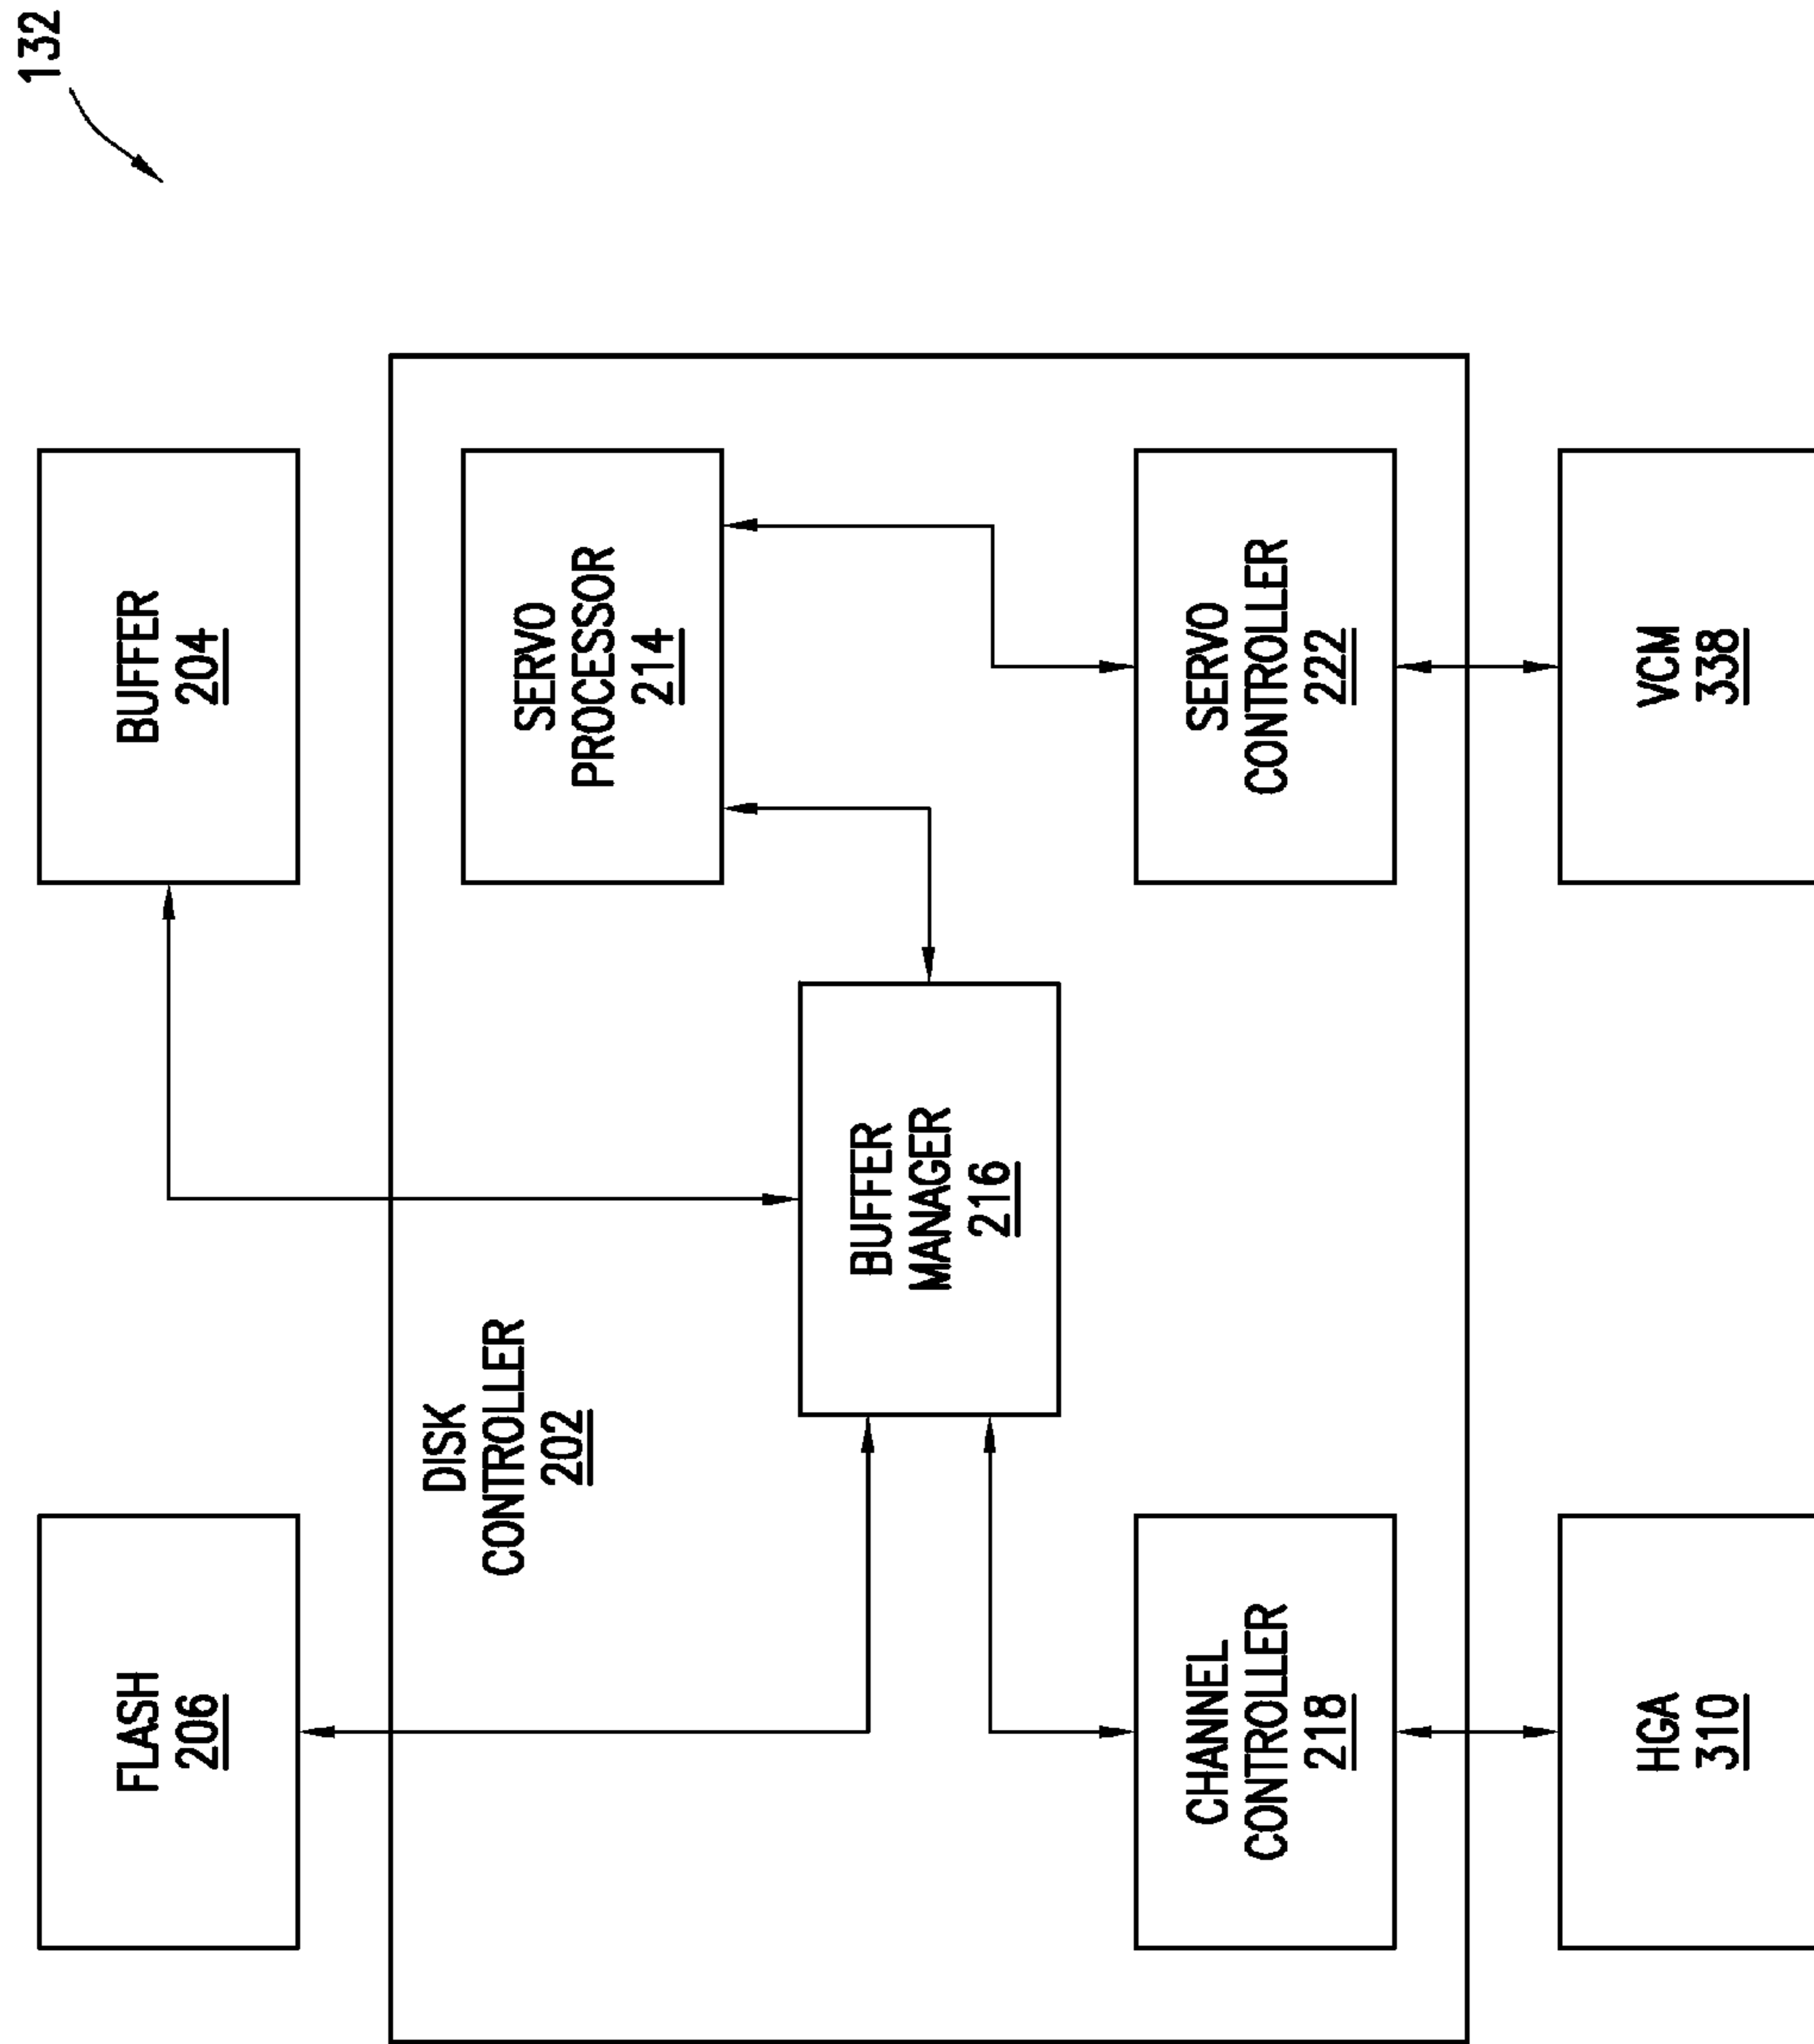 132
FLASH
206
BUFFER
204
DISK
CONTROLLER
202
SERVO
PROCESSOR
214
BUFFER
MANAGER
216
CHANNEL
CONTROLLER
218
SERVO
CONTROLLER
222
HGA
310
VCM
338